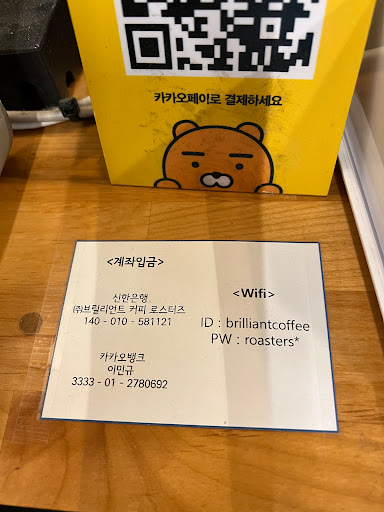 카카오페이로 결제하세요
<계좌입금>
신한은행
㈜브릴리언트 커피 로스터즈
140 - 010 - 581121
카카오뱅크
이민규
3333 - 01 - 2780692
<Wifi>
ID : brilliantcoffee
PW : roasters*